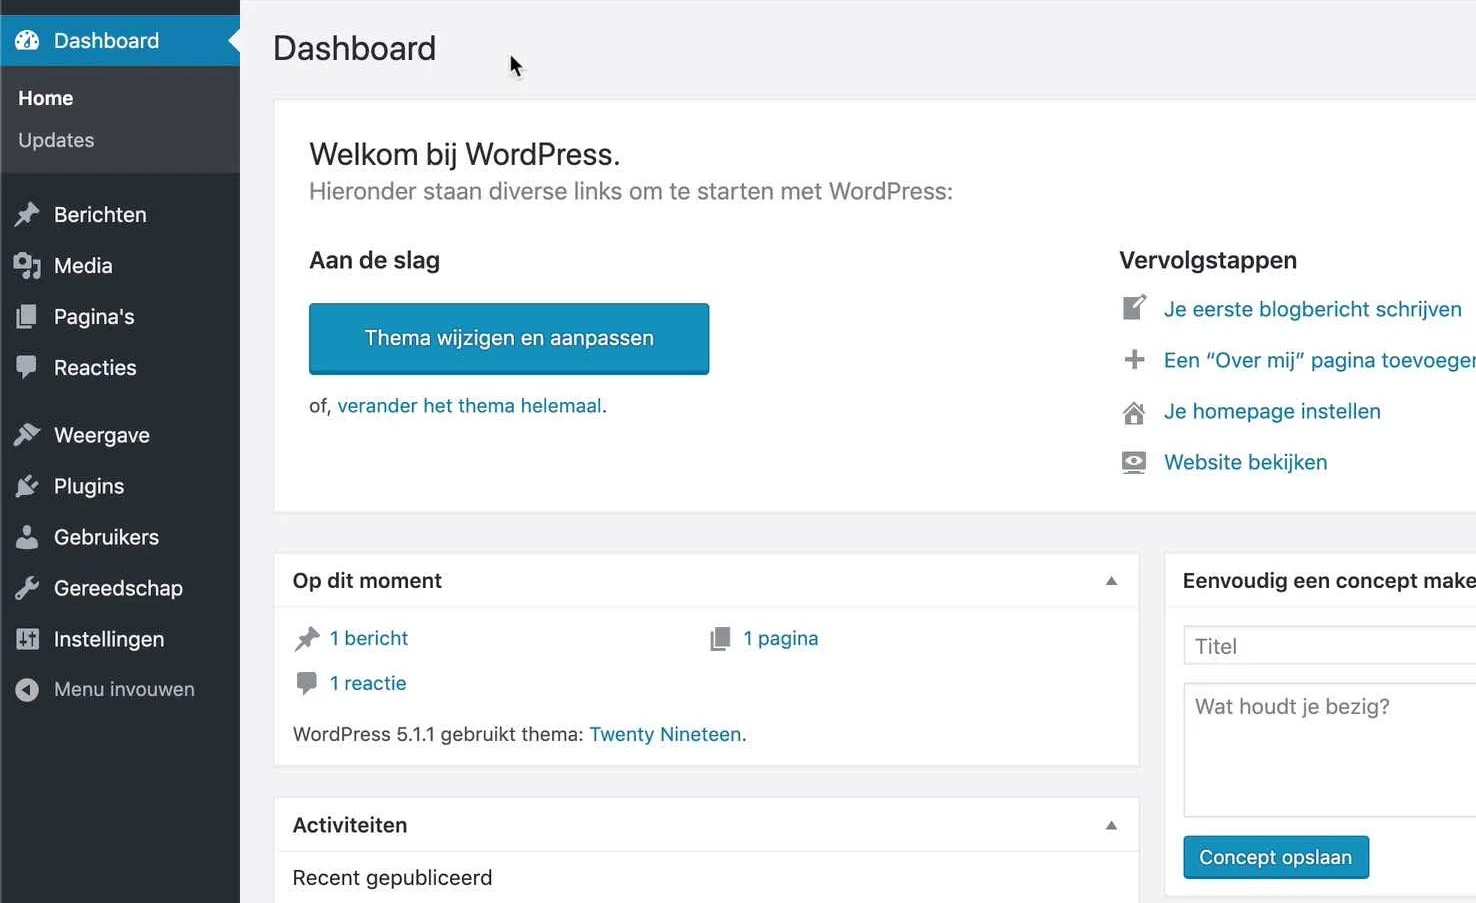 Dashboard
Home
Updates
Berichten
Media
Pagina's
Reacties
Weergave
Plugins
Gebruikers
Gereedschap
Instellingen
Menu invouwen
Dashboard
Welkom bij WordPress.
Hieronder staan diverse links om te starten met WordPress:
Aan de slag
Thema wijzigen en aanpassen
of, verander het thema helemaal.
Vervolgstappen
Je eerste blogbericht schrijven
Een “Over mij” pagina toevoegen
Je homepage instellen
Website bekijken
Op dit moment
1 bericht
1 pagina
1 reactie
WordPress 5.1.1 gebruikt thema: Twenty Nineteen.
Activiteiten
Recent gepubliceerd
Eenvoudig een concept make
Titel
Wat houdt je bezig?
Concept opslaan